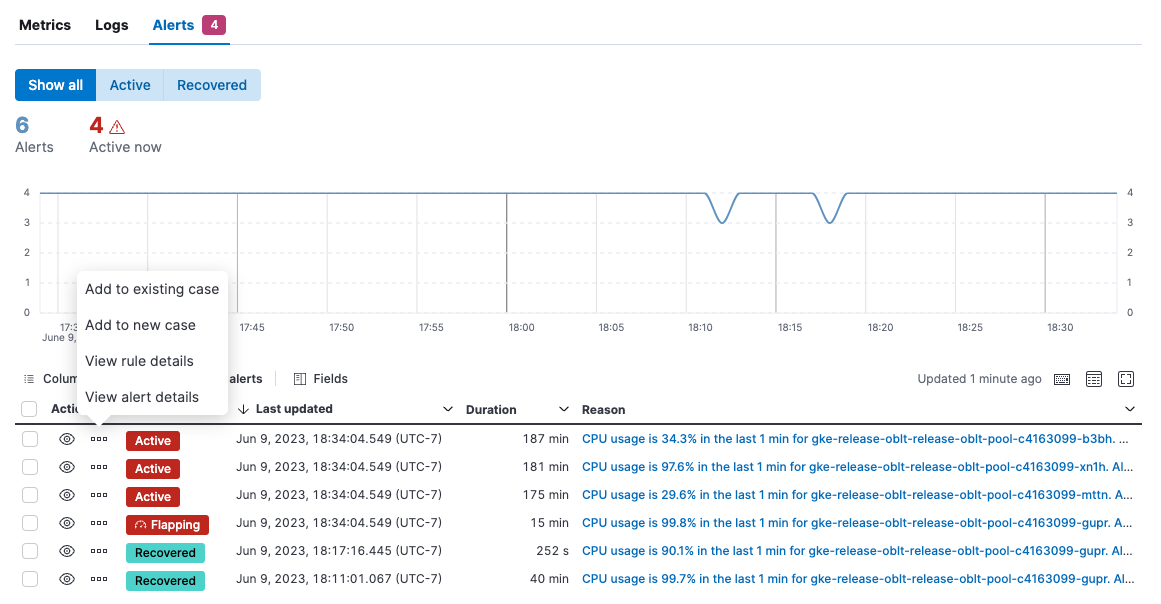 Metrics Logs Alerts 4
Show all Active Recovered
6 4
Alerts Active now
4 4
3 3
2 2
1 1
0 0
17:3 17:45 17:50 17:55 18:00 18:05 18:10 18:15 18:20 18:25 18:30
June 9,
Add to existing case
Add to new case
View rule details
View alert details
Colum alerts Fields Updated 1 minute ago
Acti Last updated Duration Reason
Active Jun 9, 2023, 18:34:04.549 (UTC-7) 187 min CPU usage is 34.3% in the last 1 min for gke-release-oblt-release-oblt-pool-c4163099-b3bh. ...
Active Jun 9, 2023, 18:34:04.549 (UTC-7) 181 min CPU usage is 97.6% in the last 1 min for gke-release-oblt-release-oblt-pool-c4163099-xn1h. Al...
Active Jun 9, 2023, 18:34:04.549 (UTC-7) 175 min CPU usage is 29.6% in the last 1 min for gke-release-oblt-release-oblt-pool-c4163099-mttn. A...
Flapping Jun 9, 2023, 18:34:04.549 (UTC-7) 15 min CPU usage is 99.8% in the last 1 min for gke-release-oblt-release-oblt-pool-c4163099-gupr. A...
Recovered Jun 9, 2023, 18:17:16.445 (UTC-7) 252 s CPU usage is 90.1% in the last 1 min for gke-release-oblt-release-oblt-pool-c4163099-gupr. Al...
Recovered Jun 9, 2023, 18:11:01.067 (UTC-7) 40 min CPU usage is 99.7% in the last 1 min for gke-release-oblt-release-oblt-pool-c4163099-gupr. Al...